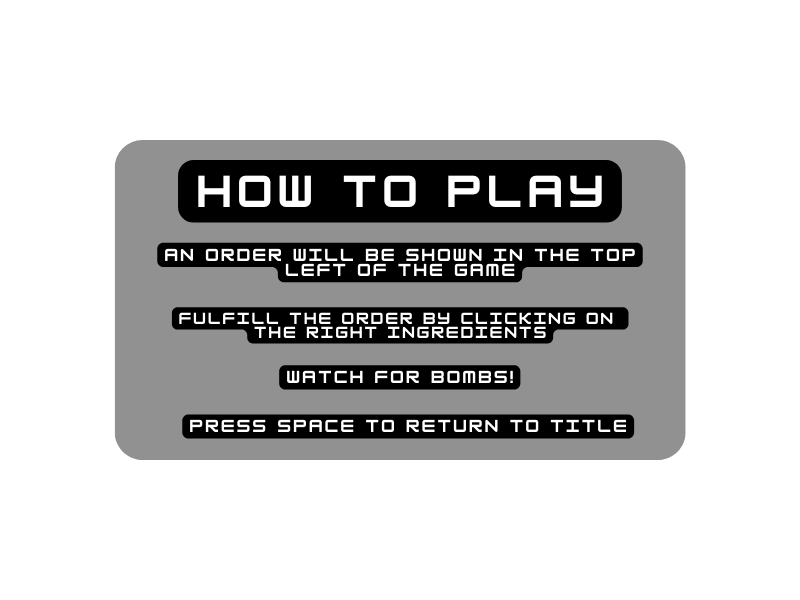 HOW TO PLAY
AN ORDER WILL BE SHOWN IN THE TOP
LEFT OF THE GAME
FULFILL THE ORDER BY CLICKING ON
THE RIGHT INGREDIENTS
WATCH FOR BOMBS!
PRESS SPACE TO RETURN TO TITLE